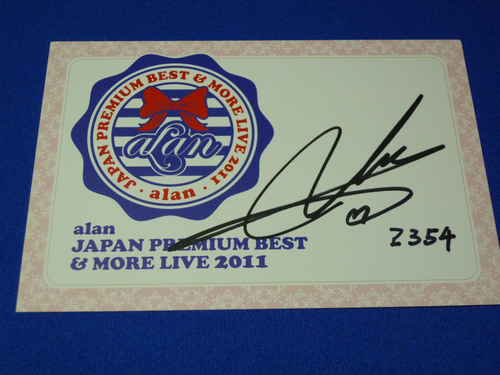 JAPAN PREMIUM BEST & MORE LIVE 2011
alan
· alan ·
alan
JAPAN PREMIUM BEST
& MORE LIVE 2011
2354